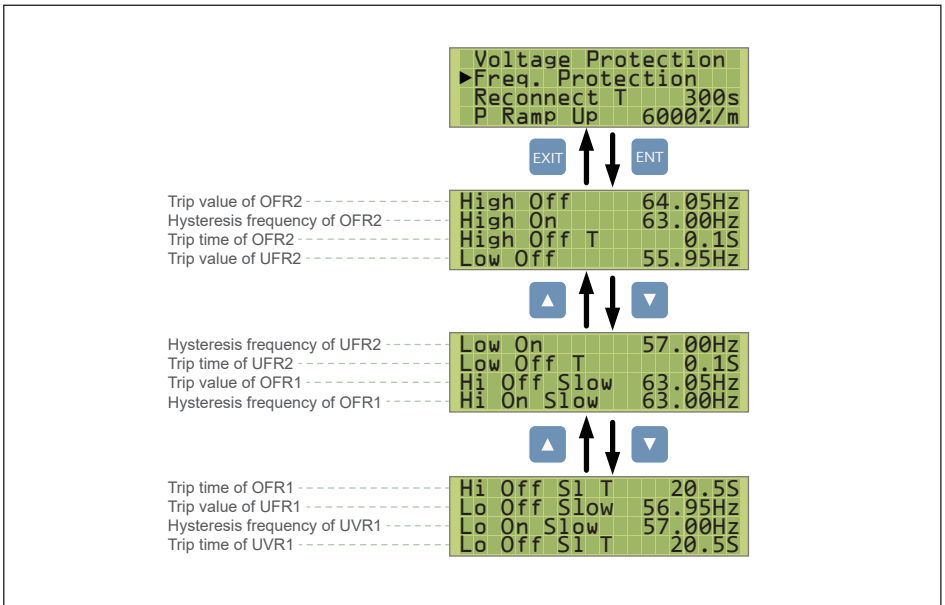 Voltage Protection
►Freq. Protection
Reconnect T 300s
P Ramp Up 6000%/m
EXIT ENT
Trip value of OFR2 High Off 64.05Hz
Hysteresis frequency of OFR2 High On 63.00Hz
Trip time of OFR2 High Off T 0.1S
Trip value of UFR2 Low Off 55.95Hz
▲ ▼
Hysteresis frequency of UFR2 Low On 57.00Hz
Trip time of UFR2 Low Off T 0.1S
Trip value of OFR1 Hi Off Slow 63.05Hz
Hysteresis frequency of OFR1 Hi On Slow 63.00Hz
▲ ▼
Trip time of OFR1 Hi Off Sl T 20.5S
Trip value of UFR1 Lo Off Slow 56.95Hz
Hysteresis frequency of UVR1 Lo On Slow 57.00Hz
Trip time of UVR1 Lo Off Sl T 20.5S